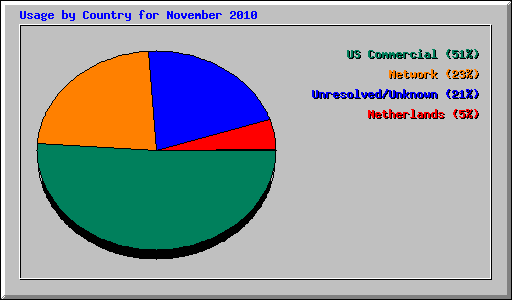 Usage by Country for November 2010
US Commercial (51%)
Network (23%)
Unresolved/Unknown (21%)
Netherlands (5%)